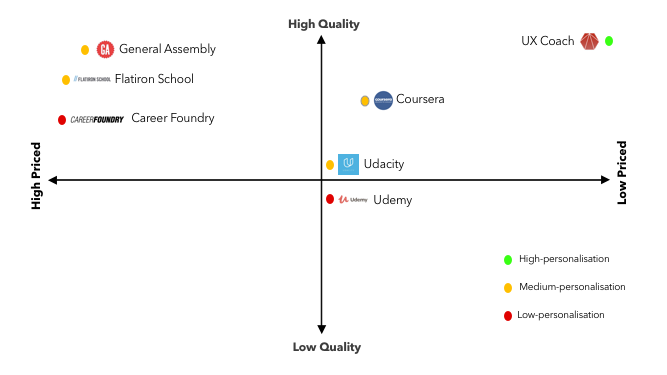 High Quality
UX Coach
GA General Assembly
FLATIRON SCHOOL Flatiron School
coursera Coursera
CAREERFOUNDRY Career Foundry
High Priced
Low Priced
U Udacity
Udemy Udemy
High-personalisation
Medium-personalisation
Low-personalisation
Low Quality